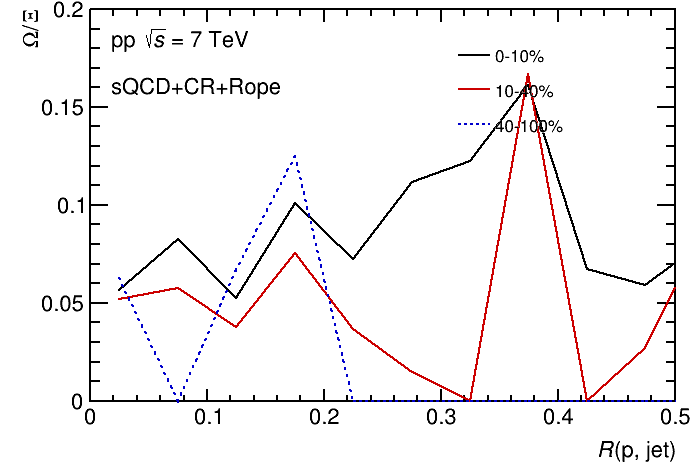 Ω/Ξ
0.2
0.15
0.1
0.05
0
pp √s = 7 TeV
sQCD+CR+Rope
0-10%
10-40%
40-100%
0 0.1 0.2 0.3 0.4 0.5
R(p, jet)